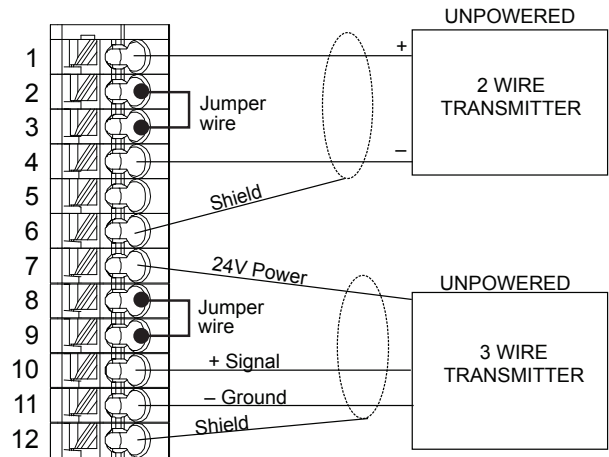 UNPOWERED
1
+
2 WIRE
TRANSMITTER
2
3
Jumper
wire
4
–
5
Shield
6
7
24V Power
UNPOWERED
8
9
Jumper
wire
3 WIRE
TRANSMITTER
10
+ Signal
11
– Ground
Shield
12